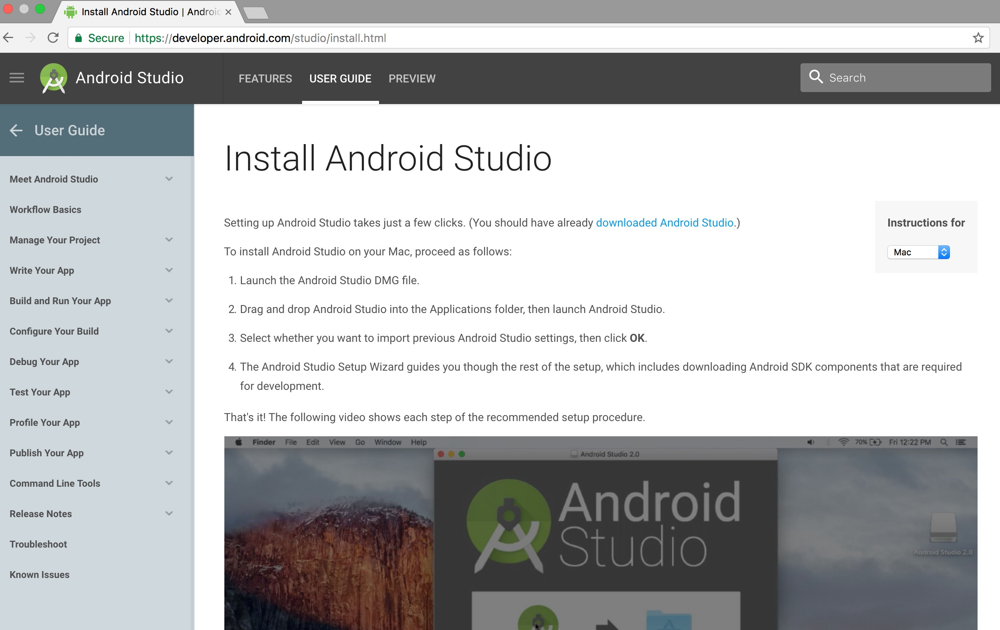 Install Android Studio | Android
Secure https://developer.android.com/studio/install.html
Android Studio
FEATURES USER GUIDE PREVIEW
Search
User Guide
Meet Android Studio
Workflow Basics
Manage Your Project
Write Your App
Build and Run Your App
Configure Your Build
Debug Your App
Test Your App
Profile Your App
Publish Your App
Command Line Tools
Release Notes
Troubleshoot
Known Issues
Install Android Studio
Setting up Android Studio takes just a few clicks. (You should have already downloaded Android Studio.)
To install Android Studio on your Mac, proceed as follows:
1. Launch the Android Studio DMG file.
2. Drag and drop Android Studio into the Applications folder, then launch Android Studio.
3. Select whether you want to import previous Android Studio settings, then click OK.
4. The Android Studio Setup Wizard guides you though the rest of the setup, which includes downloading Android SDK components that are required
for development.
That's it! The following video shows each step of the recommended setup procedure.
Instructions for
Mac
Finder File Edit View Go Window Help
70% Fri 12:22 PM
Android Studio 2.0
Android
Studio
Android Studio 2.0